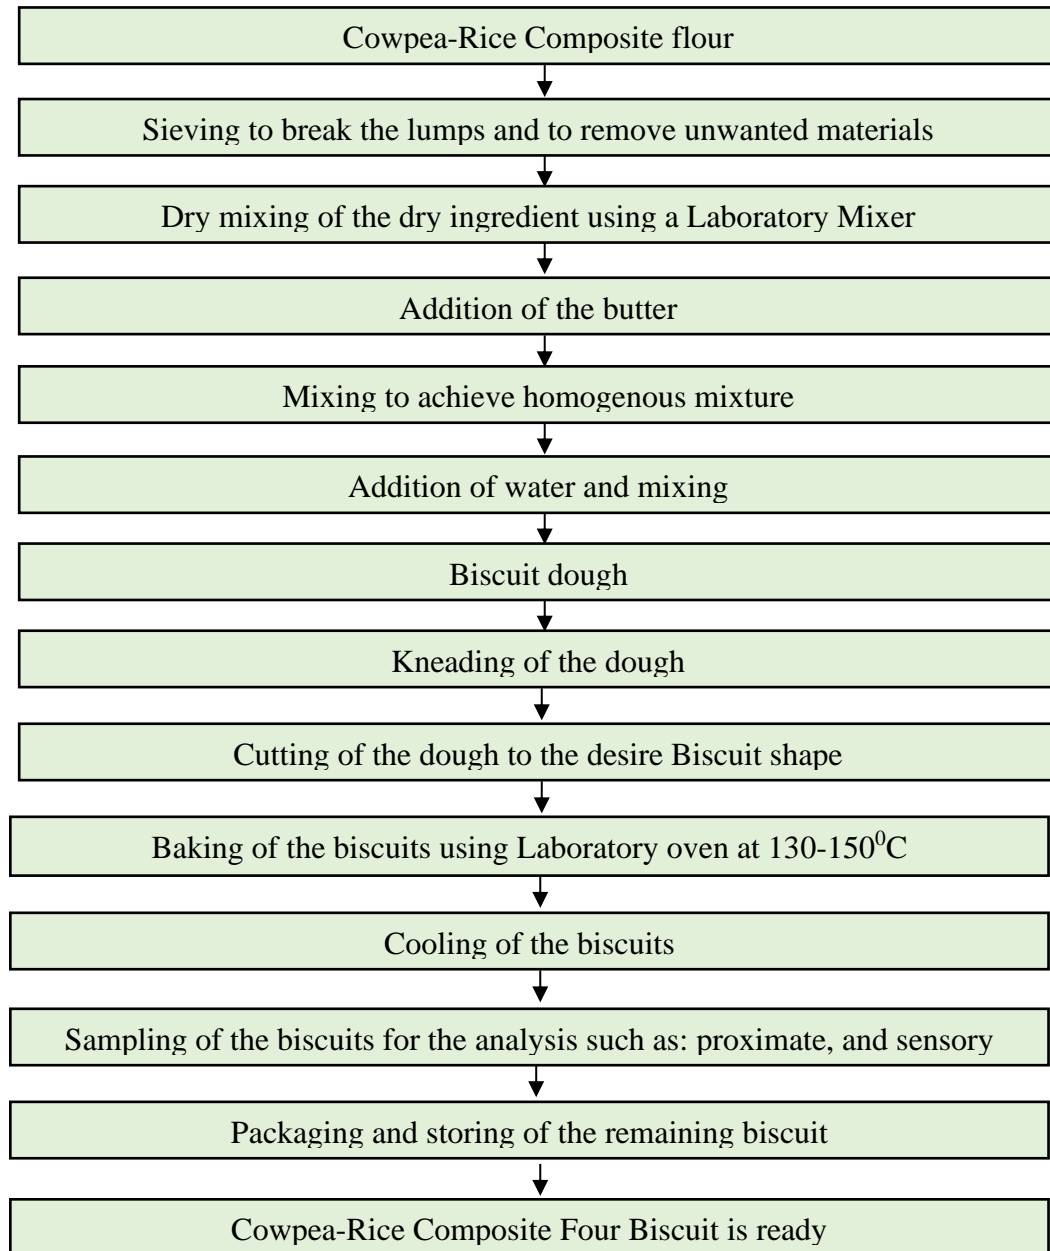 Cowpea-Rice Composite flour
Sieving to break the lumps and to remove unwanted materials
Dry mixing of the dry ingredient using a Laboratory Mixer
Addition of the butter
Mixing to achieve homogenous mixture
Addition of water and mixing
Biscuit dough
Kneading of the dough
Cutting of the dough to the desire Biscuit shape
Baking of the biscuits using Laboratory oven at 130-150⁰C
Cooling of the biscuits
Sampling of the biscuits for the analysis such as: proximate, and sensory
Packaging and storing of the remaining biscuit
Cowpea-Rice Composite Four Biscuit is ready